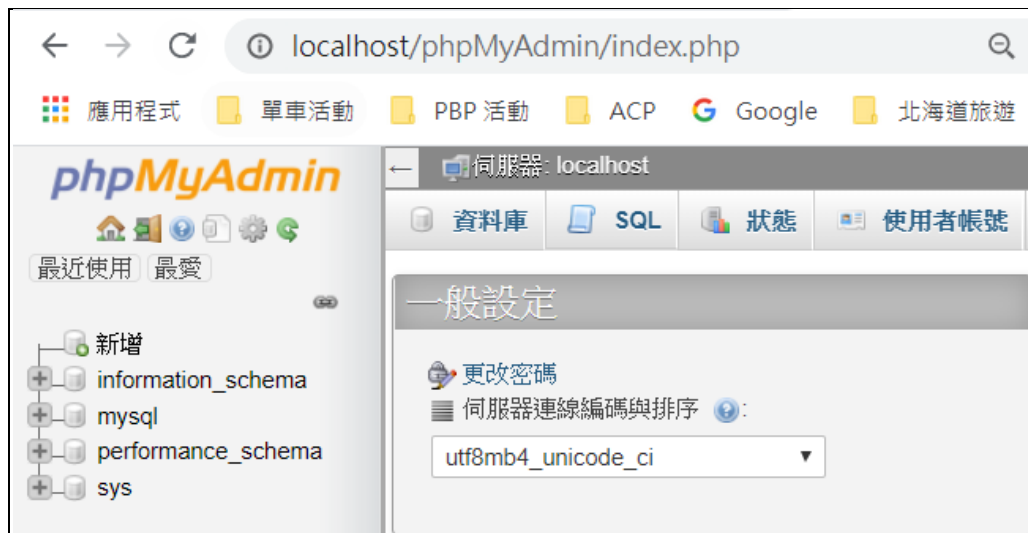 localhost/phpMyAdmin/index.php
應用程式 單車活動 PBP 活動 ACP Google 北海道旅遊
phpMyAdmin
最近使用 最愛
新增
information_schema
mysql
performance_schema
sys
伺服器: localhost
資料庫 SQL 狀態 使用者帳號
一般設定
更改密碼
伺服器連線編碼與排序 :
utf8mb4_unicode_ci